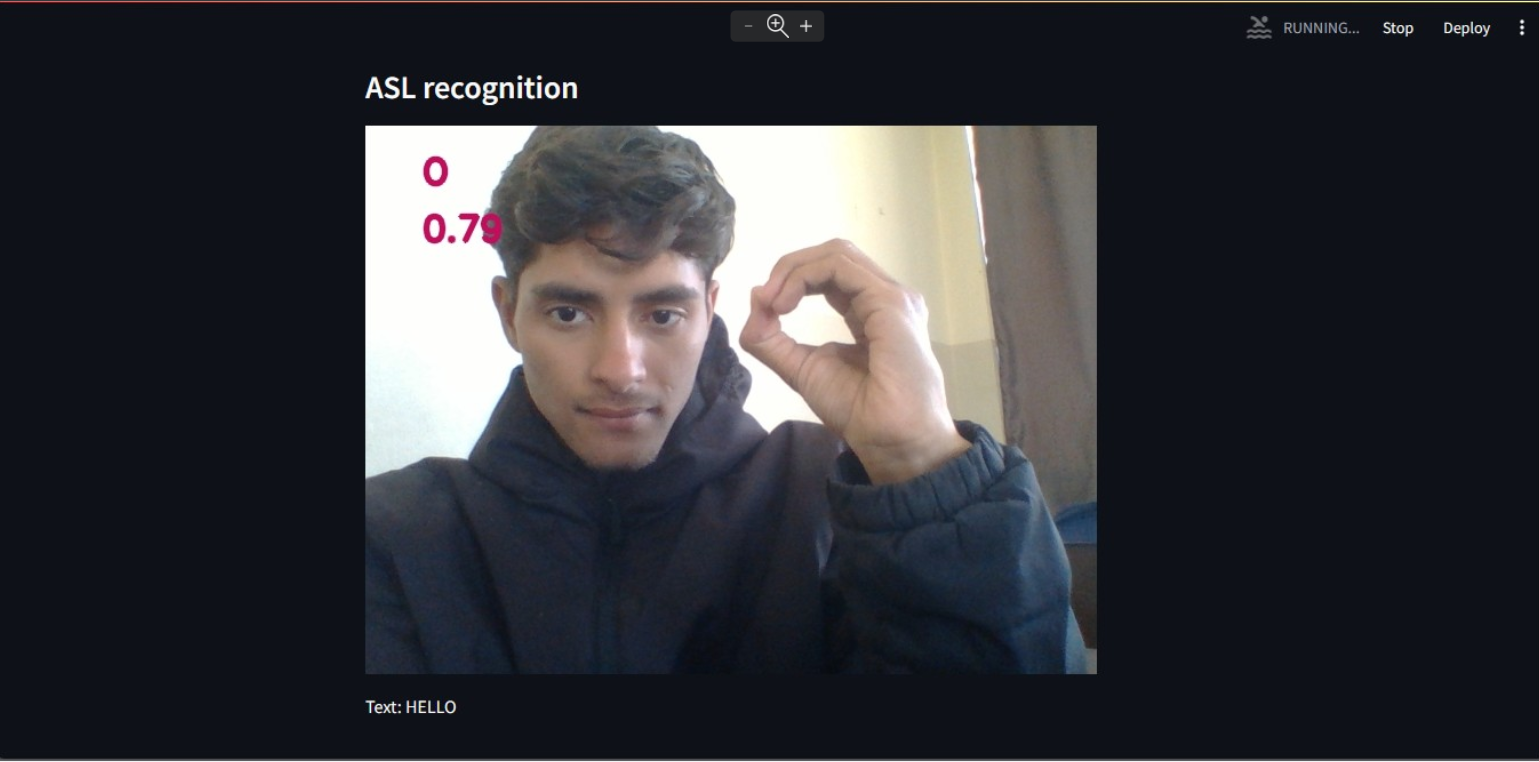 RUNNING...
Stop
Deploy
ASL recognition
O
0.79
Text: HELLO